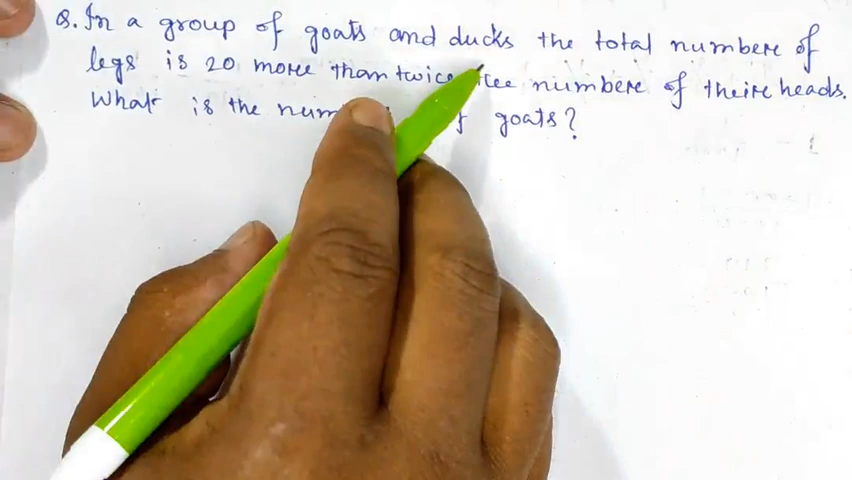 Q. In a group of goats and ducks the total numbere of
legs is 20 more than twice numbere of theire heads.
What is the goats?